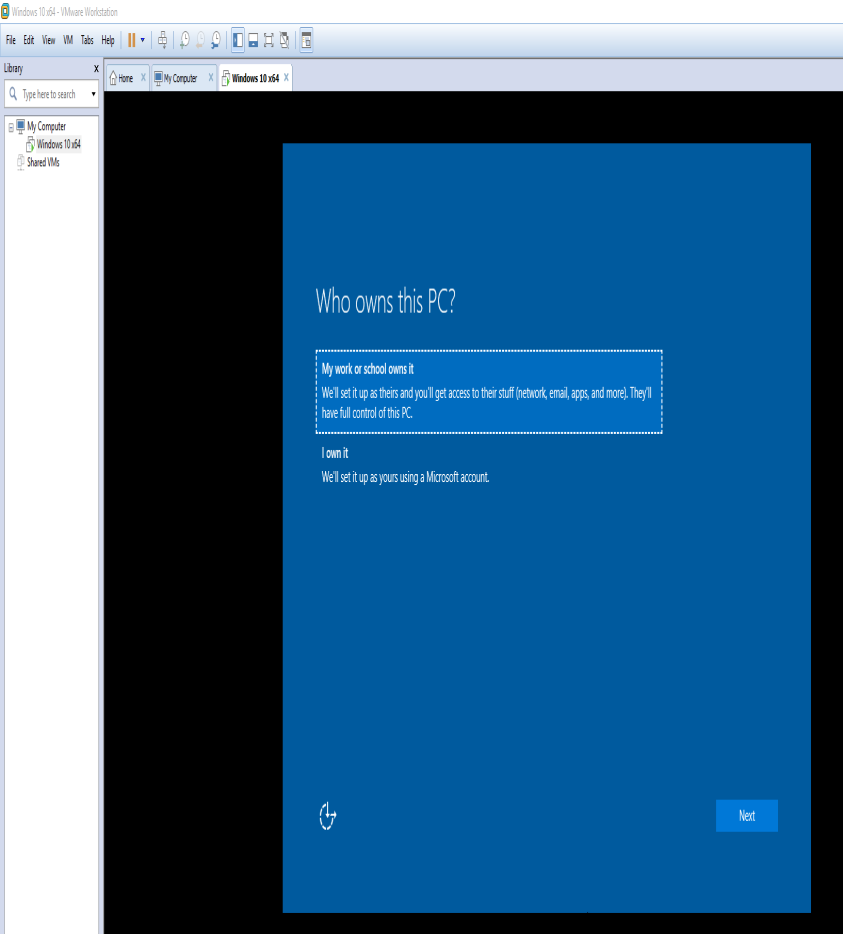 Windows 10 x64 - VMware Workstation
File Edit View VM Tabs Help
Library x
Home x My Computer x Windows 10 x64 x
Type here to search
My Computer
Windows 10 x64
Shared VMs
Who owns this PC?
My work or school owns it
We'll set it up as theirs and you'll get access to their stuff (network, email, apps, and more). They'll
have full control of this PC.
I own it
We'll set it up as yours using a Microsoft account.
Next